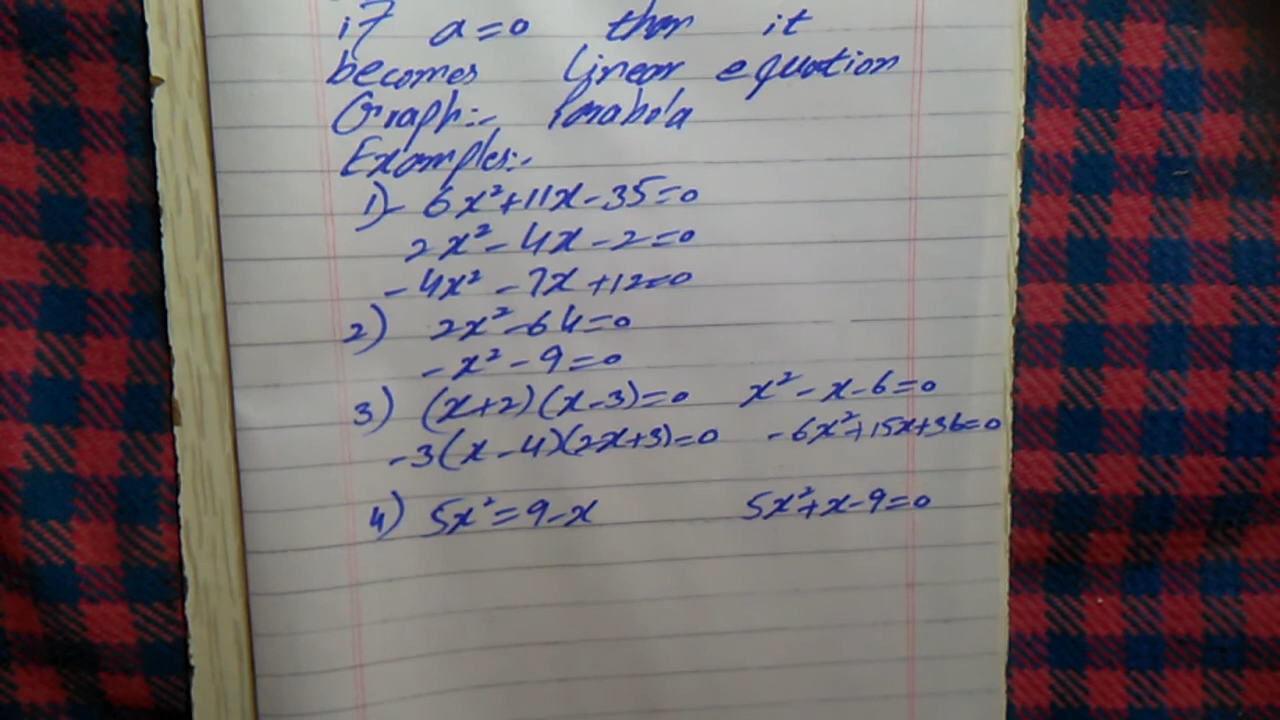 if a=0 than it
becomes linear equation
Graph:- Parabola
Examples:-
1)- 6x²+11x-35=0
2x²-4x-2=0
-4x²-7x+12=0
2) 2x²-64=0
-x²-9=0
3) (x+2)(x-3)=0 x²-x-6=0
-3(x-4)(2x+3)=0 -6x²+15x+36=0
4) 5x²=9-x 5x²+x-9=0